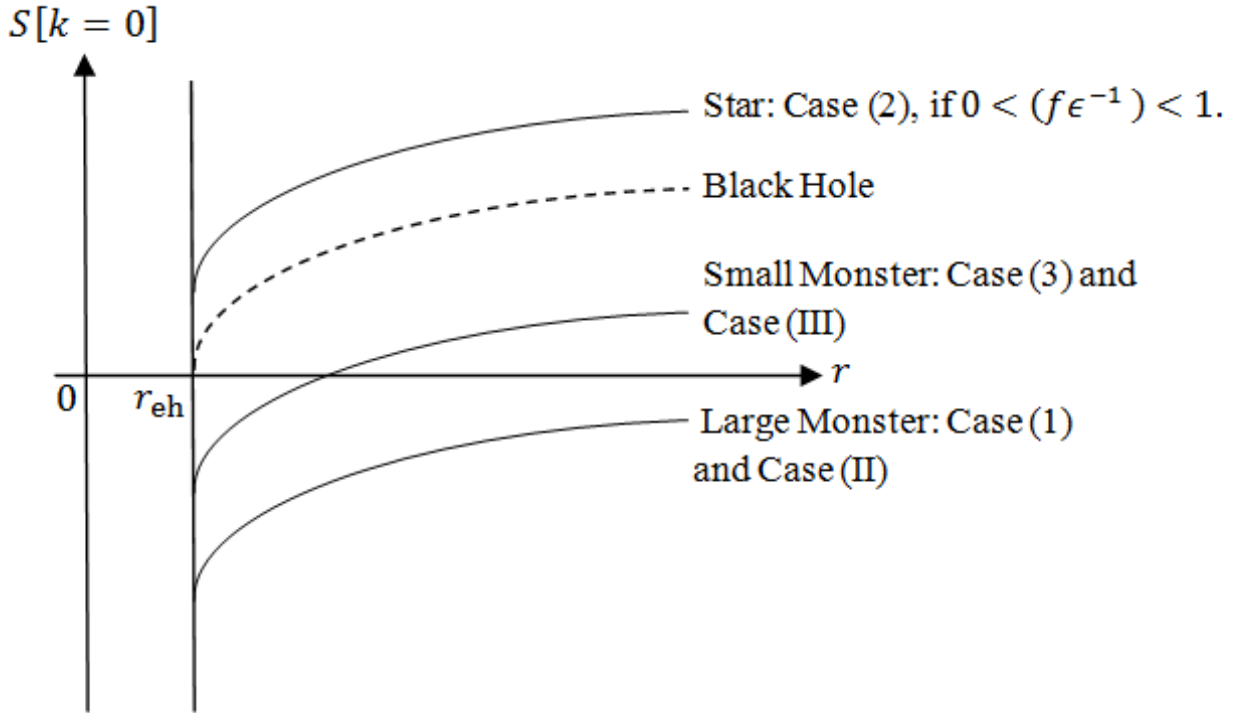 S[k = 0]
Star: Case (2), if 0 < (fϵ⁻¹) < 1.
Black Hole
Small Monster: Case (3) and
Case (III)
r
0
r_eh
Large Monster: Case (1)
and Case (II)